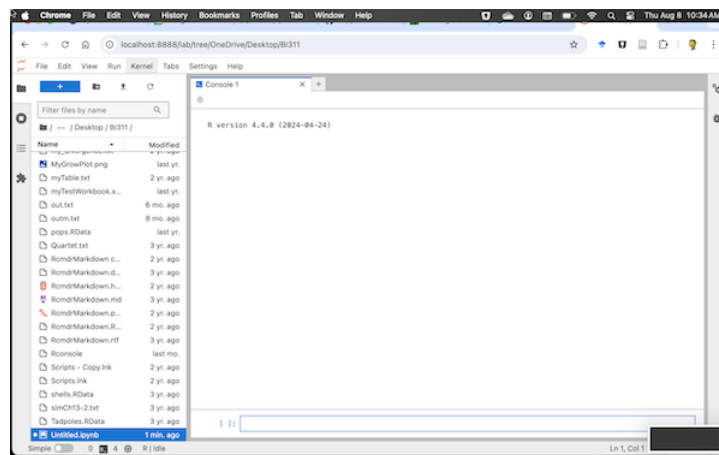 Chrome File Edit View History Bookmarks Profiles Tab Window Help Thu Aug 8 10:34AM
localhost:8888/lab/tree/OneDrive/Desktop/BI311
File Edit View Run Kernel Tabs Settings Help
Console 1
Filter files by name
/ ··· / Desktop / BI311 /
R version 4.4.0 (2024-04-24)
Name Modified
MyGrowPlot.png last yr.
myTable.txt 2 yr. ago
myTestWorkbook.x... last yr.
out.txt 6 mo. ago
outm.txt 8 mo. ago
pops.RData last yr.
Quartet.txt 3 yr. ago
RcmdrMarkdown c... 2 yr. ago
RcmdrMarkdown.d... 3 yr. ago
RcmdrMarkdown.h... 2 yr. ago
RcmdrMarkdown.md 3 yr. ago
RcmdrMarkdown.p... 2 yr. ago
RcmdrMarkdown.R... 2 yr. ago
RcmdrMarkdown.rtf 3 yr. ago
Rconsole last mo.
Scripts - Copy.lnk 2 yr. ago
Scripts.lnk 2 yr. ago
shells.RData 3 yr. ago
simCh13-2.txt 3 yr. ago
Tadpoles.RData 3 yr. ago
Untitled.ipynb 1 min. ago
[ ]:
Simple 0 4 R | Idle Ln 1, Col 1